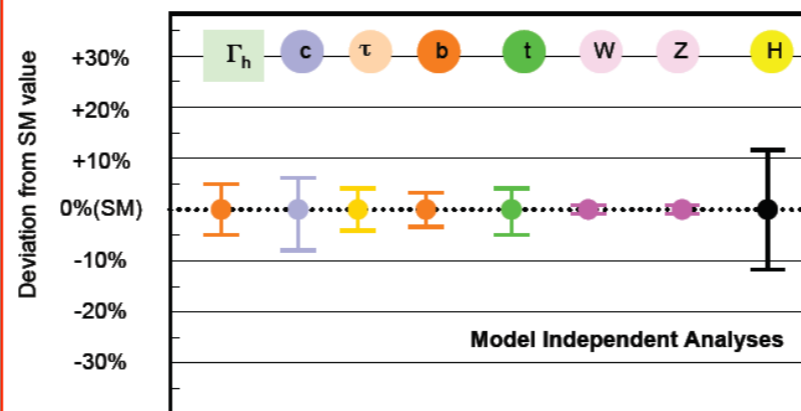 Deviation from SM value
+30%
+20%
+10%
0%(SM)
-10%
-20%
-30%
Γh c τ b t W Z H
Model Independent Analyses